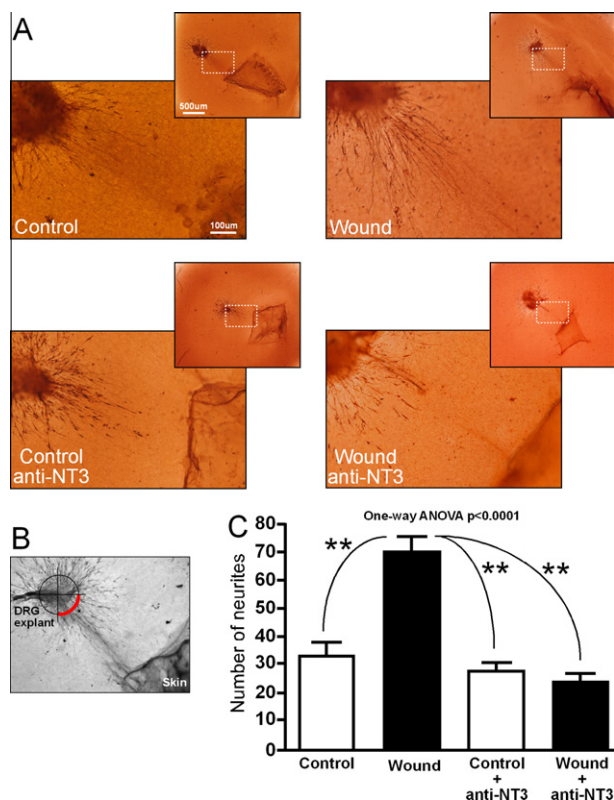 A
500um
Control
100um
Wound
Control
anti-NT3
Wound
anti-NT3
B
DRG
explant
Skin
C
One-way ANOVA p<0.0001
Number of neurites
80
70
60
50
40
30
20
10
0
**
**
**
Control
Wound
Control
+
anti-NT3
Wound
+
anti-NT3